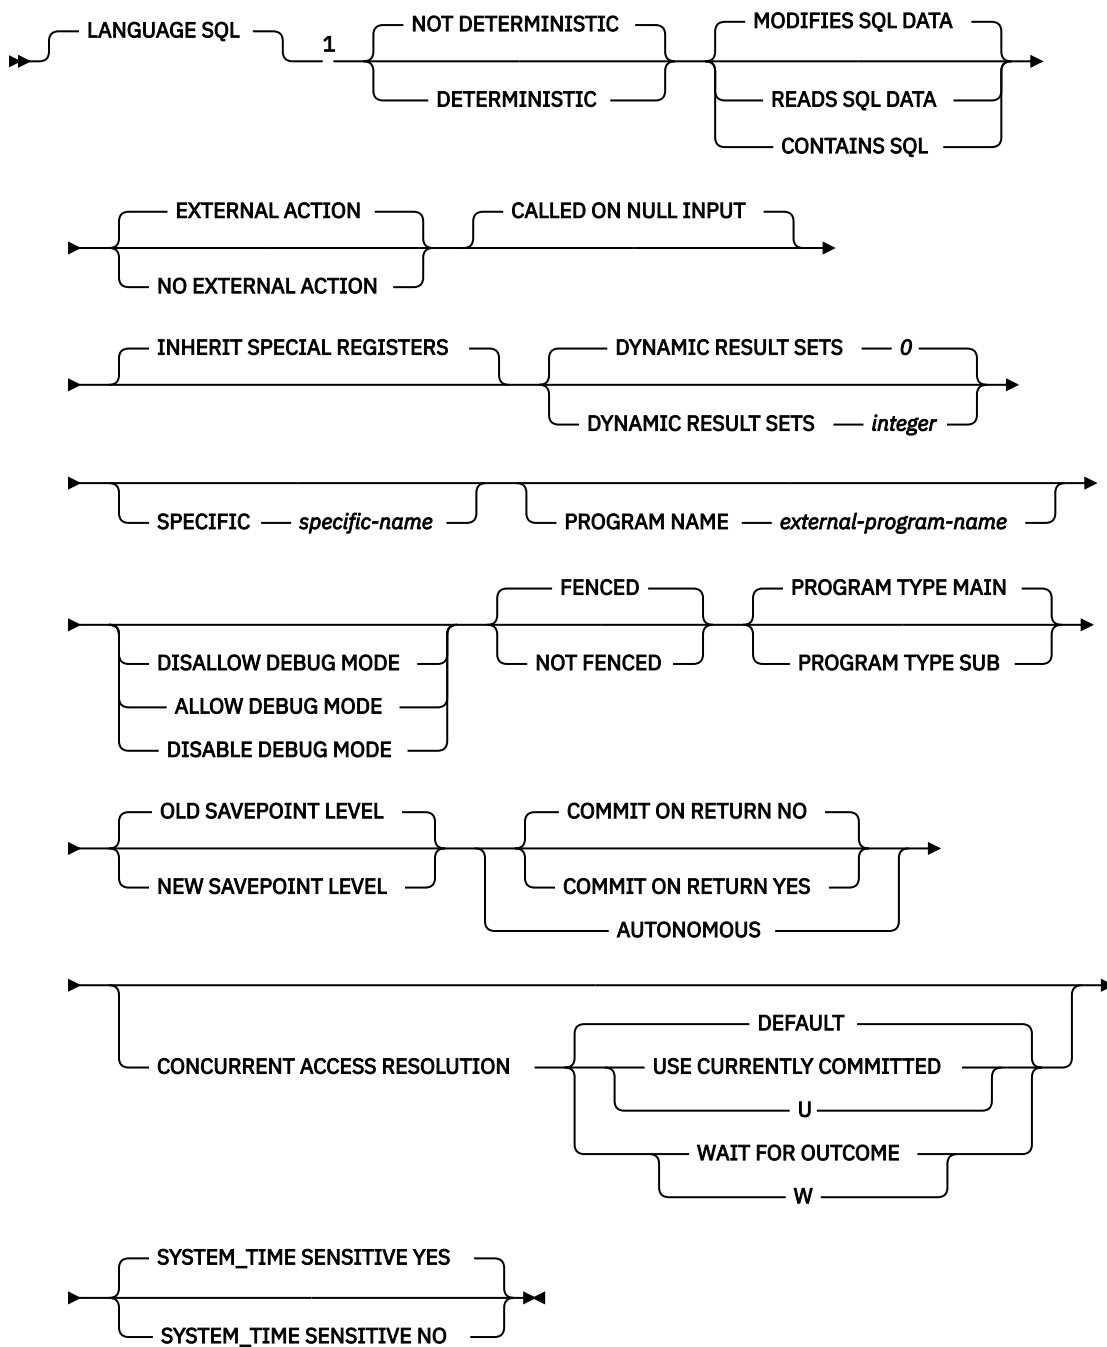 LANGUAGE SQL 1 NOT DETERMINISTIC MODIFIES SQL DATA
DETERMINISTIC READS SQL DATA
CONTAINS SQL
EXTERNAL ACTION CALLED ON NULL INPUT
NO EXTERNAL ACTION
INHERIT SPECIAL REGISTERS DYNAMIC RESULT SETS 0
DYNAMIC RESULT SETS integer
SPECIFIC specific-name PROGRAM NAME external-program-name
FENCED PROGRAM TYPE MAIN
DISALLOW DEBUG MODE NOT FENCED PROGRAM TYPE SUB
ALLOW DEBUG MODE
DISABLE DEBUG MODE
OLD SAVEPOINT LEVEL COMMIT ON RETURN NO
NEW SAVEPOINT LEVEL COMMIT ON RETURN YES
AUTONOMOUS
DEFAULT
CONCURRENT ACCESS RESOLUTION USE CURRENTLY COMMITTED
U
WAIT FOR OUTCOME
W
SYSTEM_TIME SENSITIVE YES
SYSTEM_TIME SENSITIVE NO